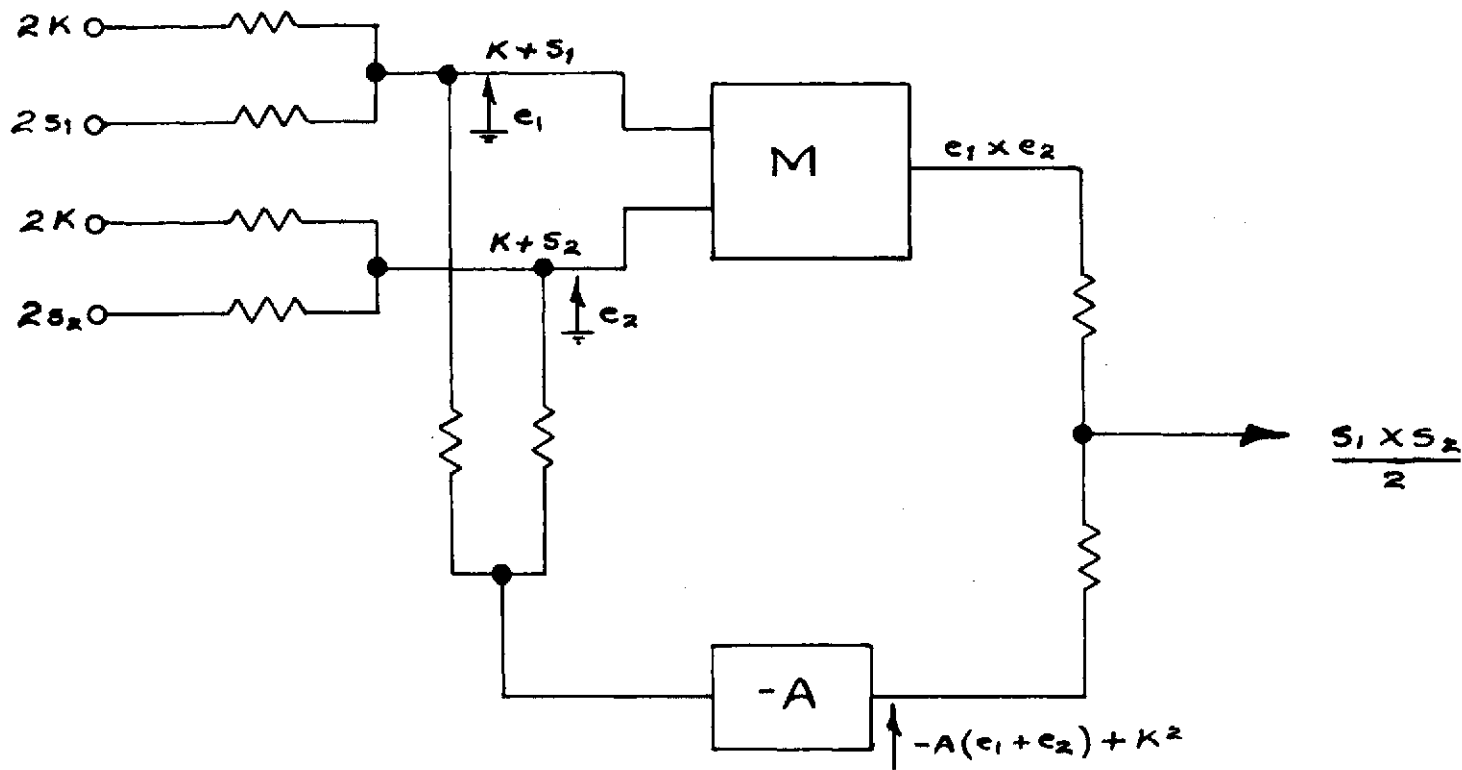 2K
2S₁
2K
2S₂
K+S₁
e₁
K+S₂
e₂
M
e₁ x e₂
S₁ X S₂
2
-A
-A(e₁ + e₂) + K²